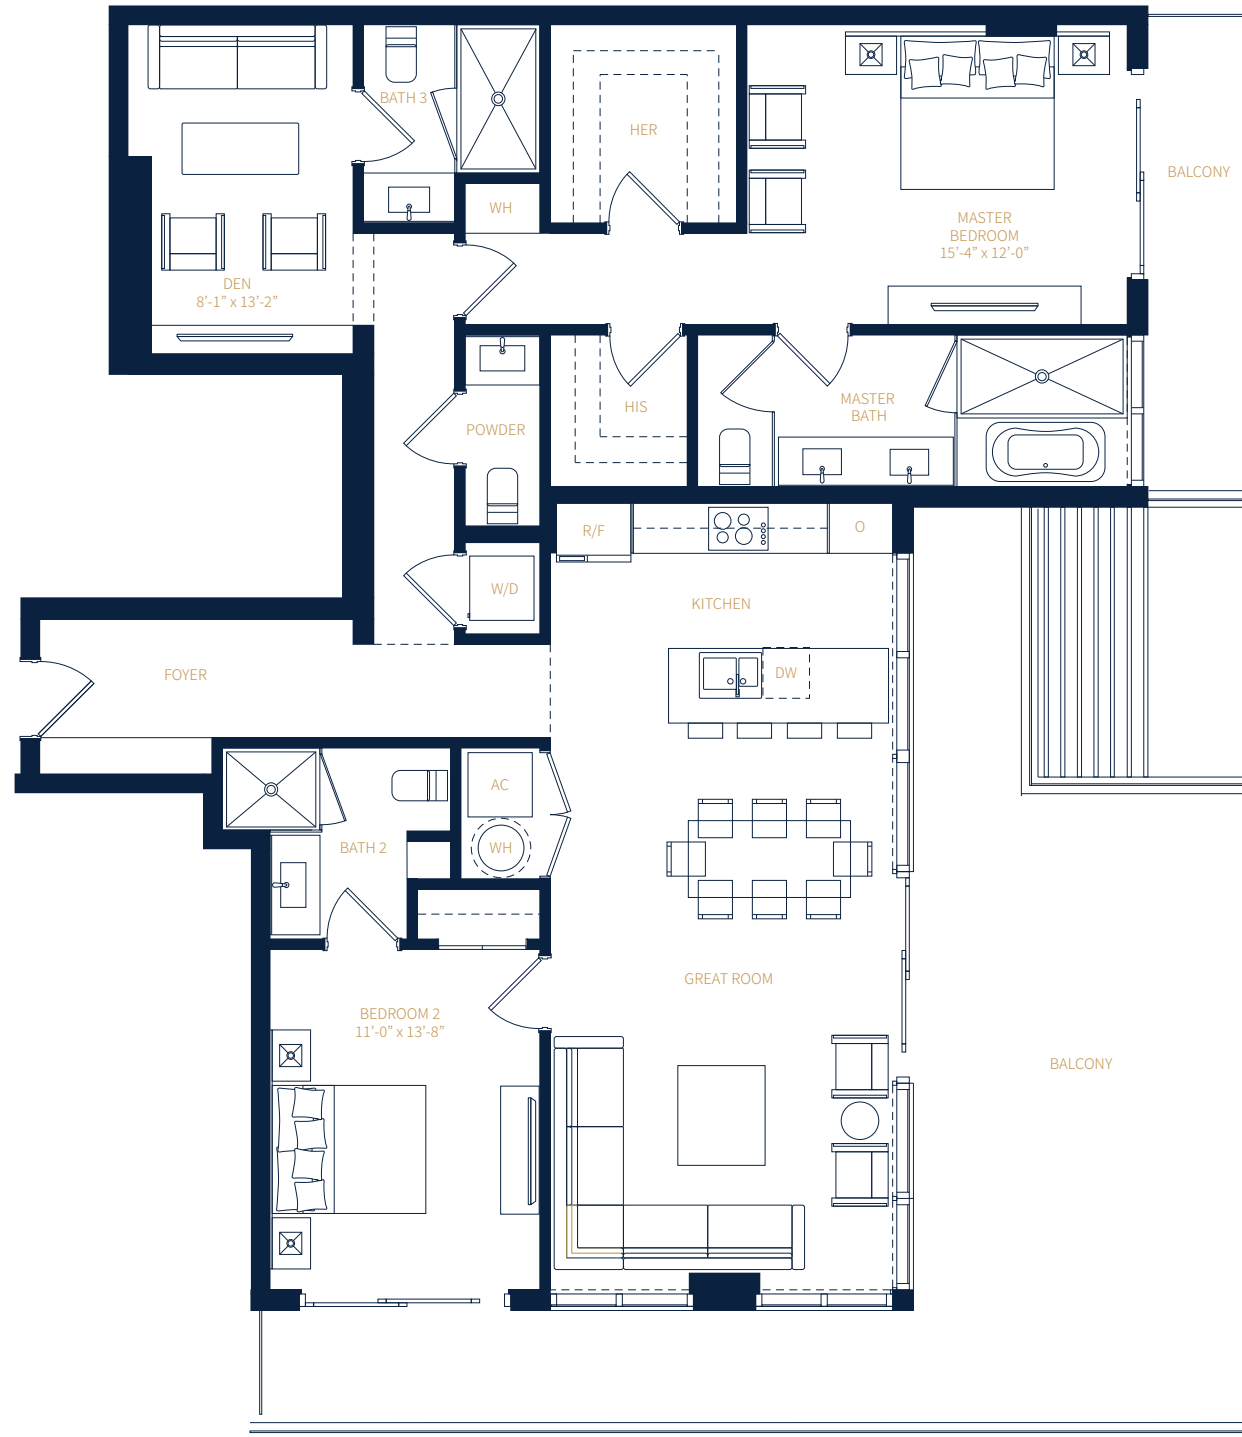 BATH 3
HER
BALCONY
WH
MASTER
BEDROOM
15’-4” x 12’-0”
DEN
8’-1” x 13’-2”
HIS
MASTER
BATH
POWDER
R/F
O
W/D
KITCHEN
FOYER
DW
AC
BATH 2
WH
GREAT ROOM
BEDROOM 2
11’-0” x 13’-8”
BALCONY